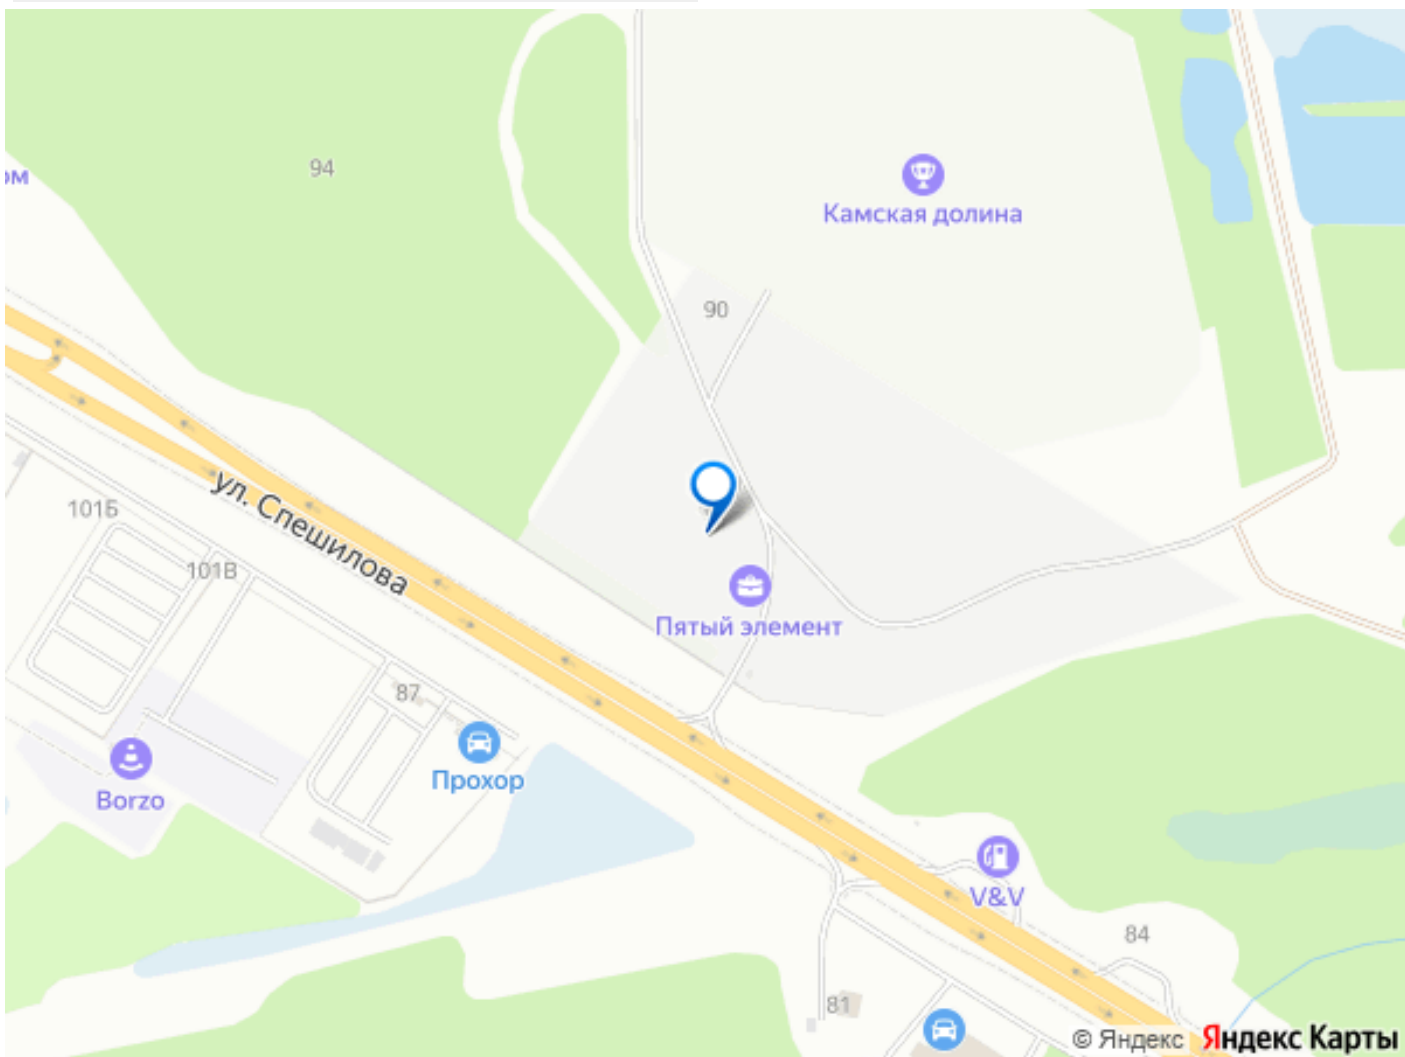 94
ом
Камская долина
90
ул. Спешилова
101Б
101В
Пятый элемент
87
Прохор
Borzo
V&V
84
81
© Яндекс Яндекс Карты